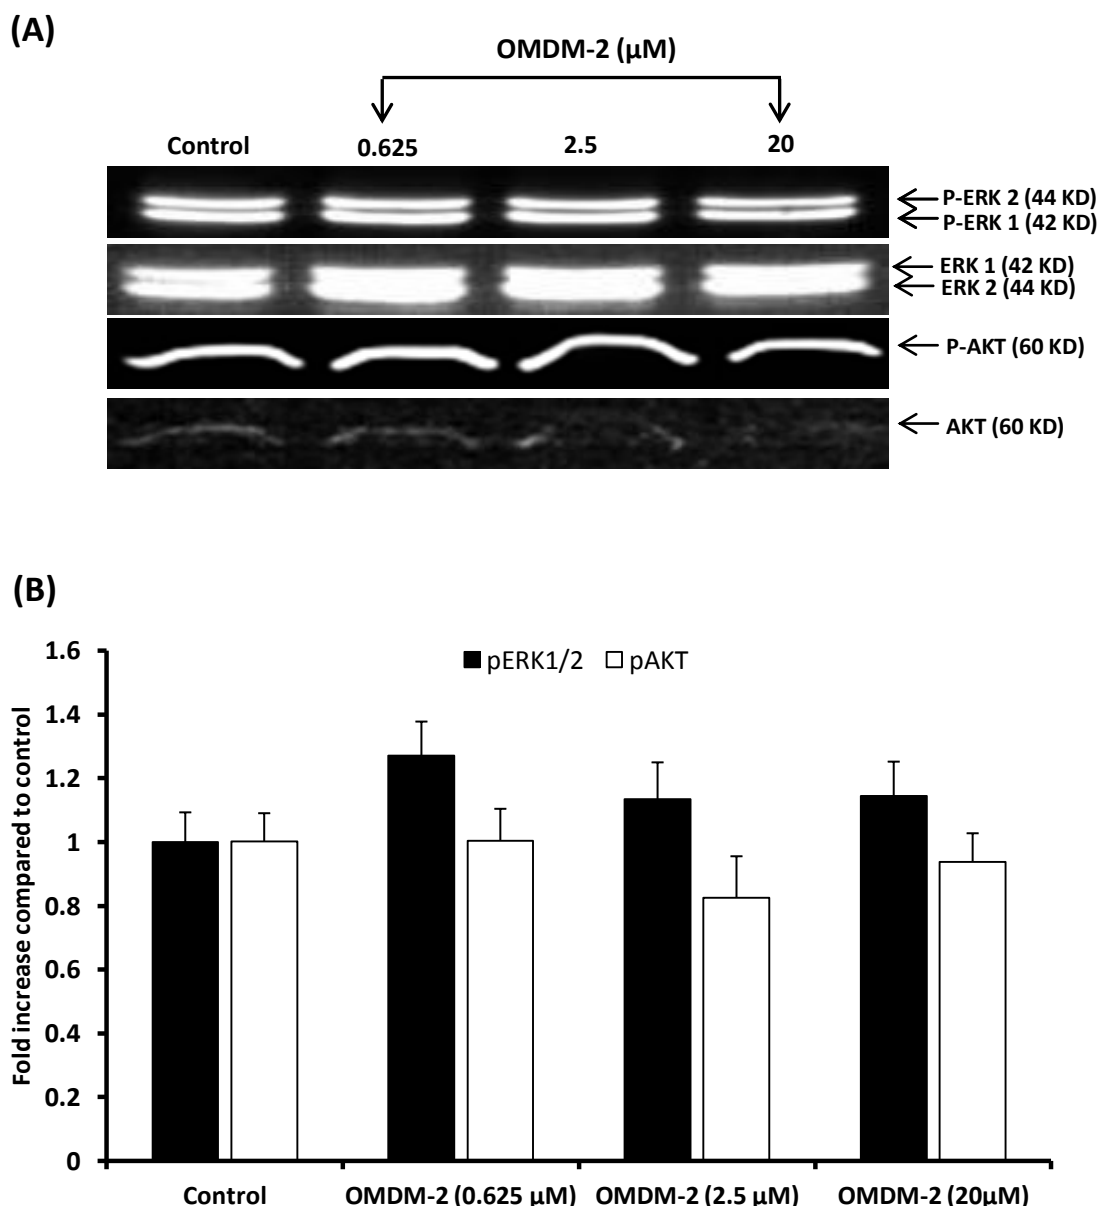 (A)
OMDM-2 (µM)
Control 0.625 2.5 20
P-ERK 2 (44 KD)
P-ERK 1 (42 KD)
ERK 1 (42 KD)
ERK 2 (44 KD)
P-AKT (60 KD)
AKT (60 KD)
(B)
Fold increase compared to control
1.6
1.4
1.2
1
0.8
0.6
0.4
0.2
0
pERK1/2 pAKT
Control OMDM-2 (0.625 µM) OMDM-2 (2.5 µM) OMDM-2 (20µM)